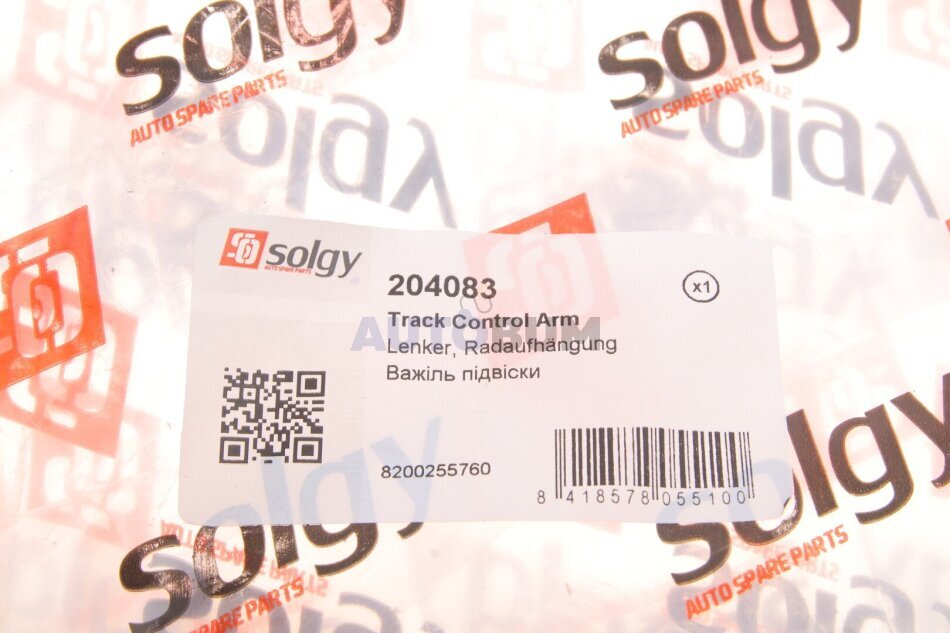 solgy
AUTO SPARE PARTS
solgy
AUTO SPARE PARTS
solgy
AUTO SPARE PARTS
204083
x1
Track Control Arm
AUTOBUM
Lenker, Radaufhängung
Важіль підвіски
8200255760
8 418578 055100
solgy
AUTO SPARE PARTS
solgy
AUTO SPARE PARTS